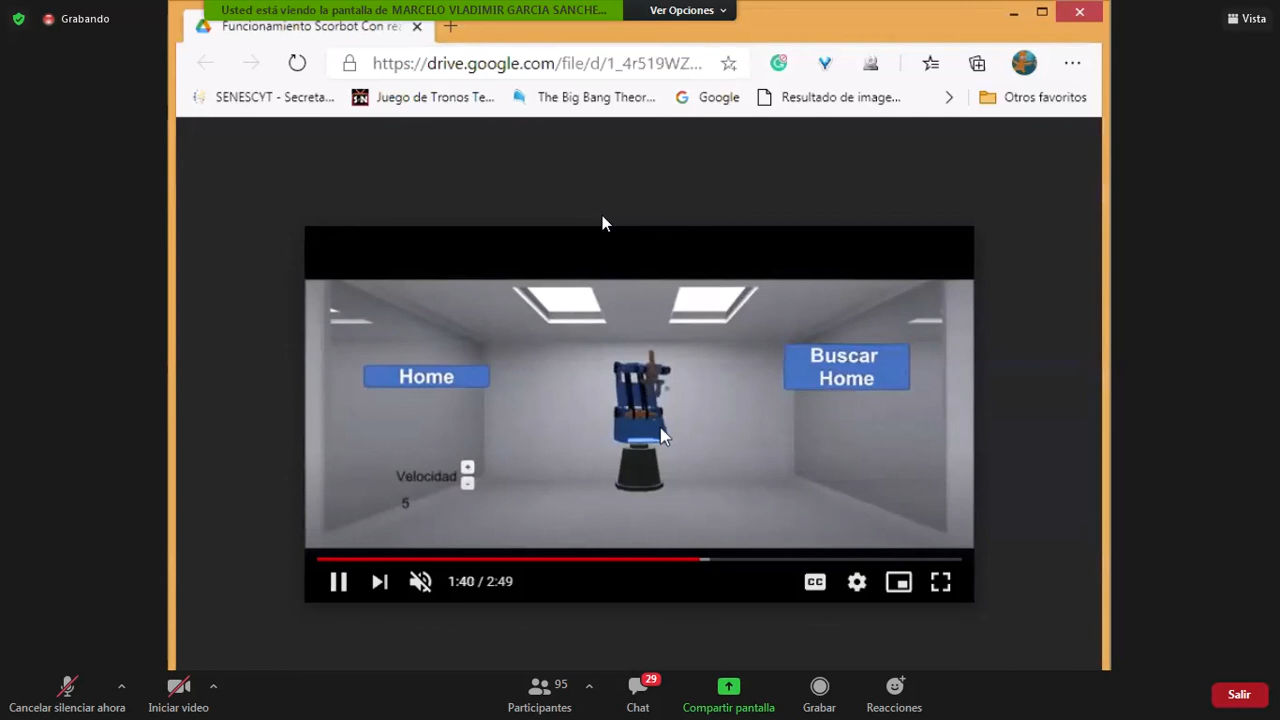 Usted está viendo la pantalla de MARCELO VLADIMIR GARCIA SANCHE...
Ver Opciones
Grabando
Vista
Funcionamiento Scorbot Con re
https://drive.google.com/file/d/1_4r519WZ...
SENESCYT - Secreta...
Juego de Tronos Te...
The Big Bang Theor...
Google
Resultado de image...
Otros favoritos
Home
Buscar
Home
Velocidad
+
-
5
1:40 / 2:49
CC
Cancelar silenciar ahora
Iniciar video
95
Participantes
29
Chat
Compartir pantalla
Grabar
Reacciones
Salir